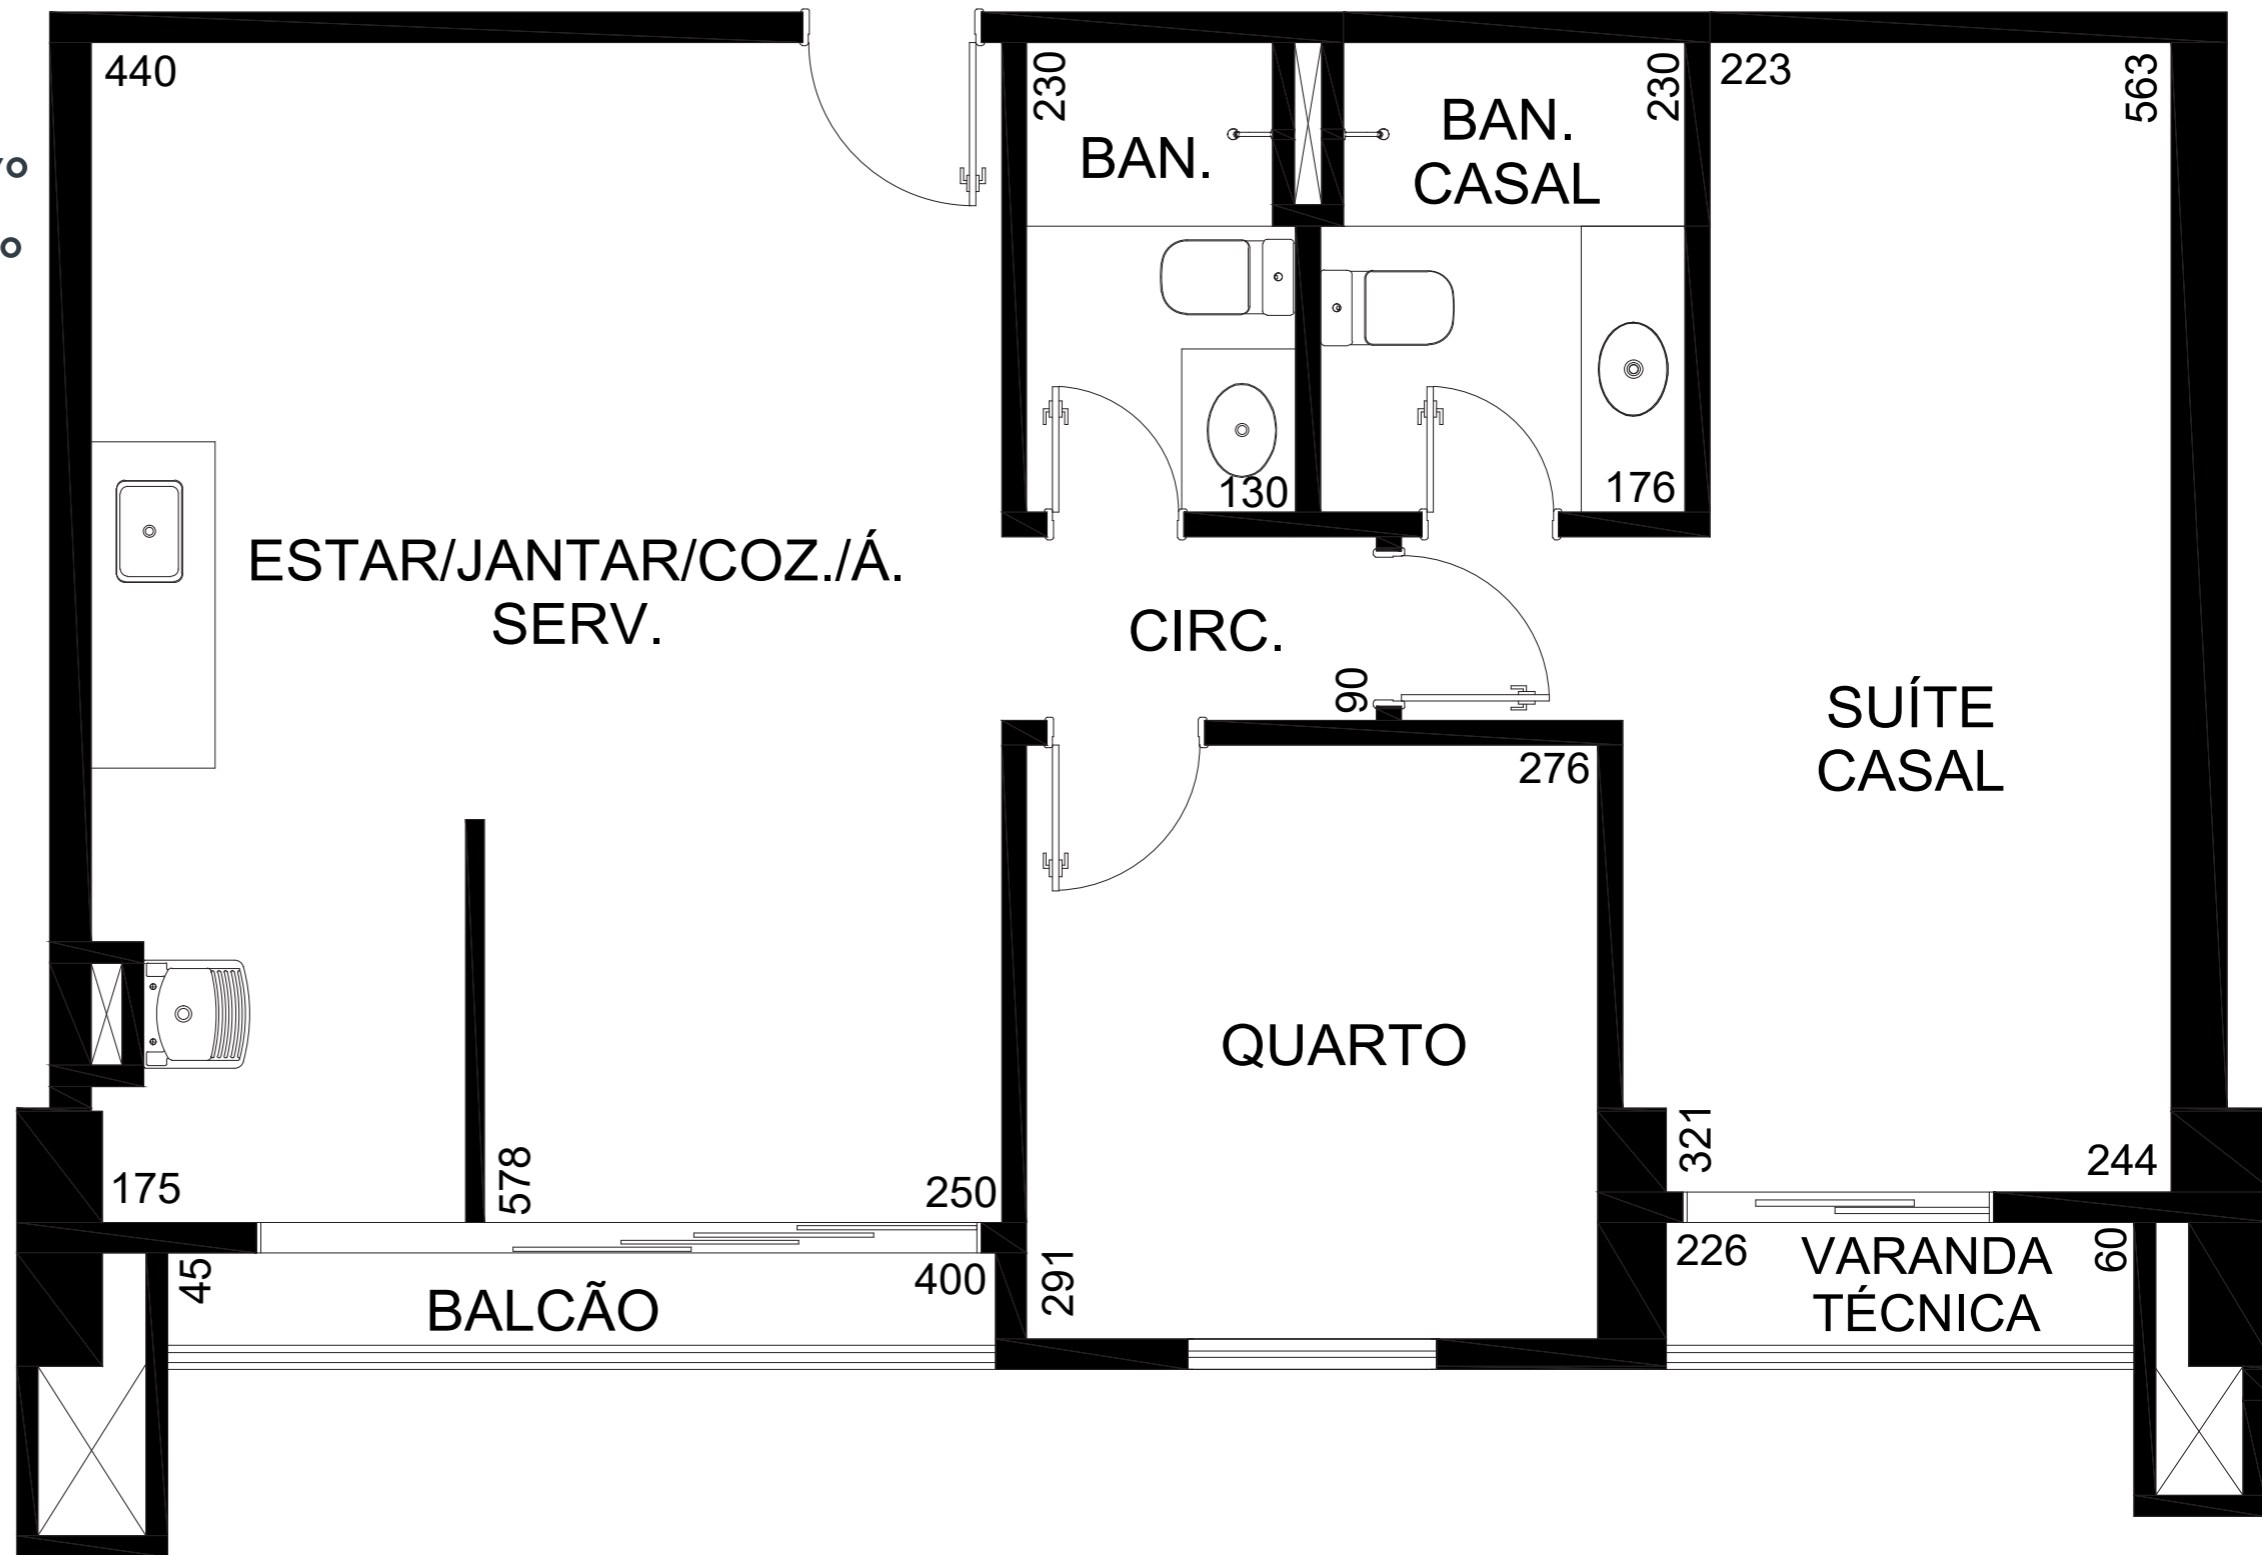 440
230
BAN.
BAN.
CASAL
230
223
563
130
176
ESTAR/JANTAR/COZ./Á.
SERV.
CIRC.
90
SUÍTE
CASAL
276
QUARTO
175
578
250
321
244
45
BALCÃO
400
291
226
VARANDA
TÉCNICA
60